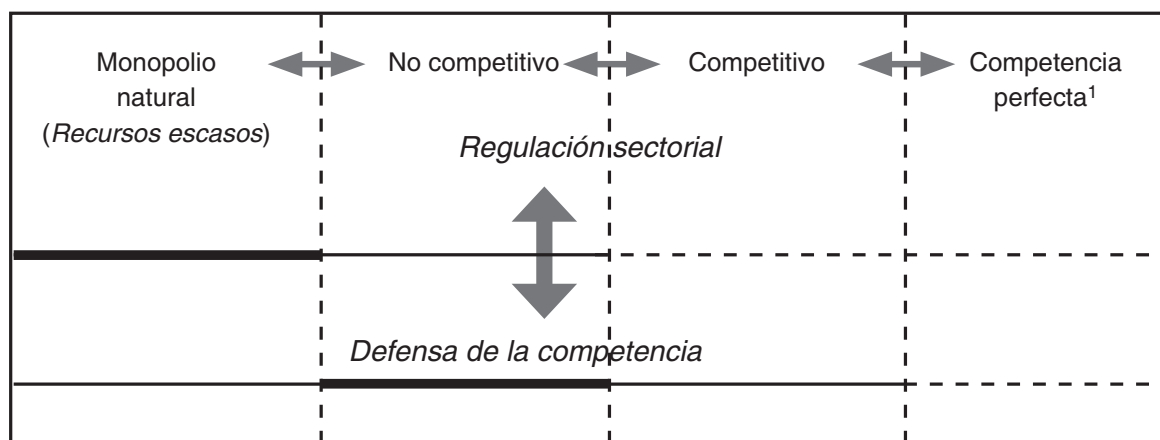 Monopolio
natural
(Recursos escasos)
No competitivo
Competitivo
Competencia
perfecta¹
Regulación sectorial
Defensa de la competencia